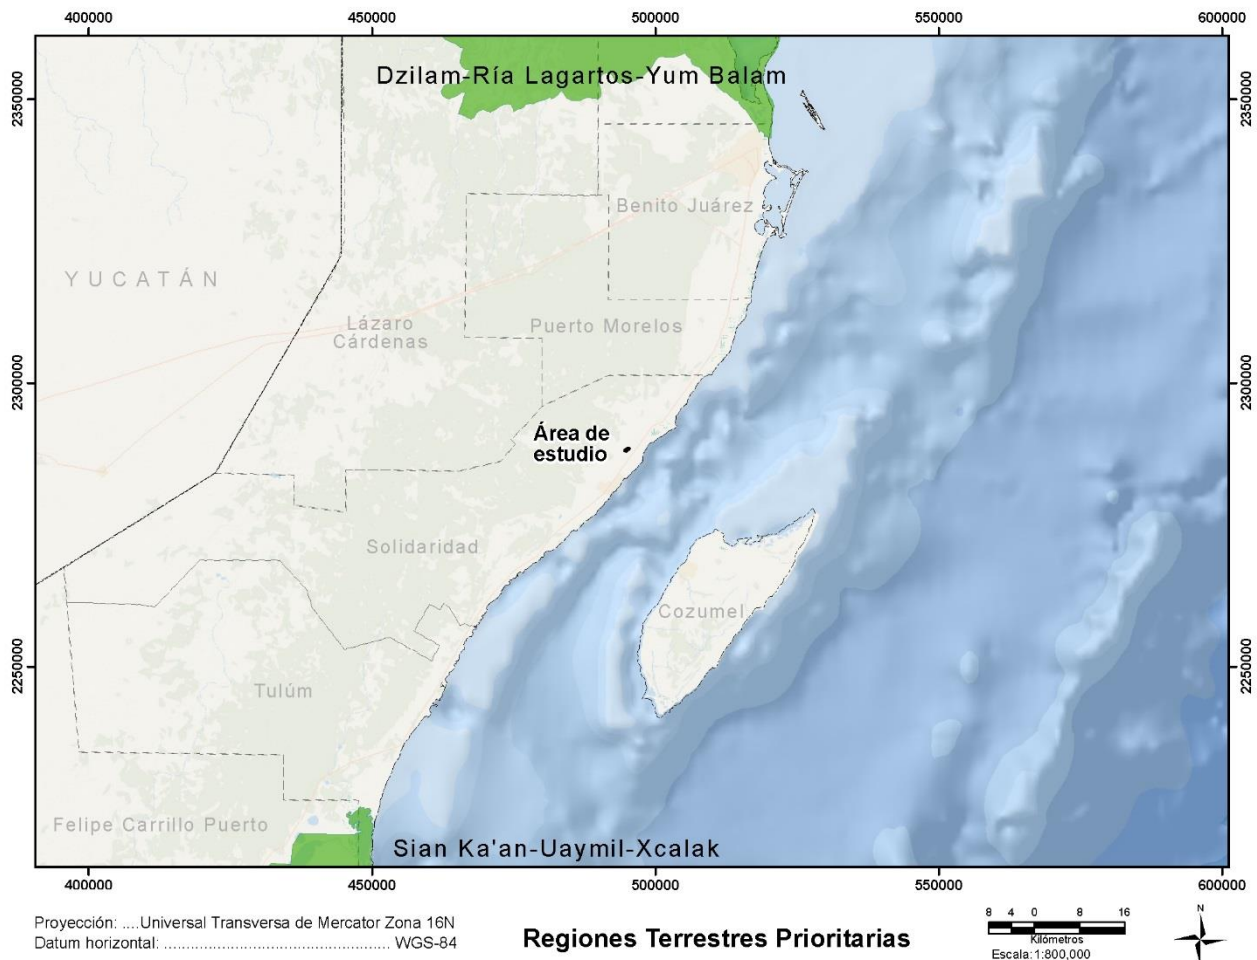 400000 450000 500000 550000 600000
Dzilam-Ría Lagartos-Yum Balam
2350000 2350000
Benito Juárez
YUCATÁN
Lázaro
Cárdenas
Puerto Morelos
2300000 2300000
Área de
estudio
Solidaridad
Cozumel
2250000 2250000
Tulúm
Felipe Carrillo Puerto
Sian Ka'an-Uaymil-Xcalak
400000 450000 500000 550000 600000
Proyección: ....Universal Transversa de Mercator Zona 16N
Datum horizontal: .......................................... WGS-84
Regiones Terrestres Prioritarias
8 4 0 8 16
Kilómetros
Escala:1:800,000
N